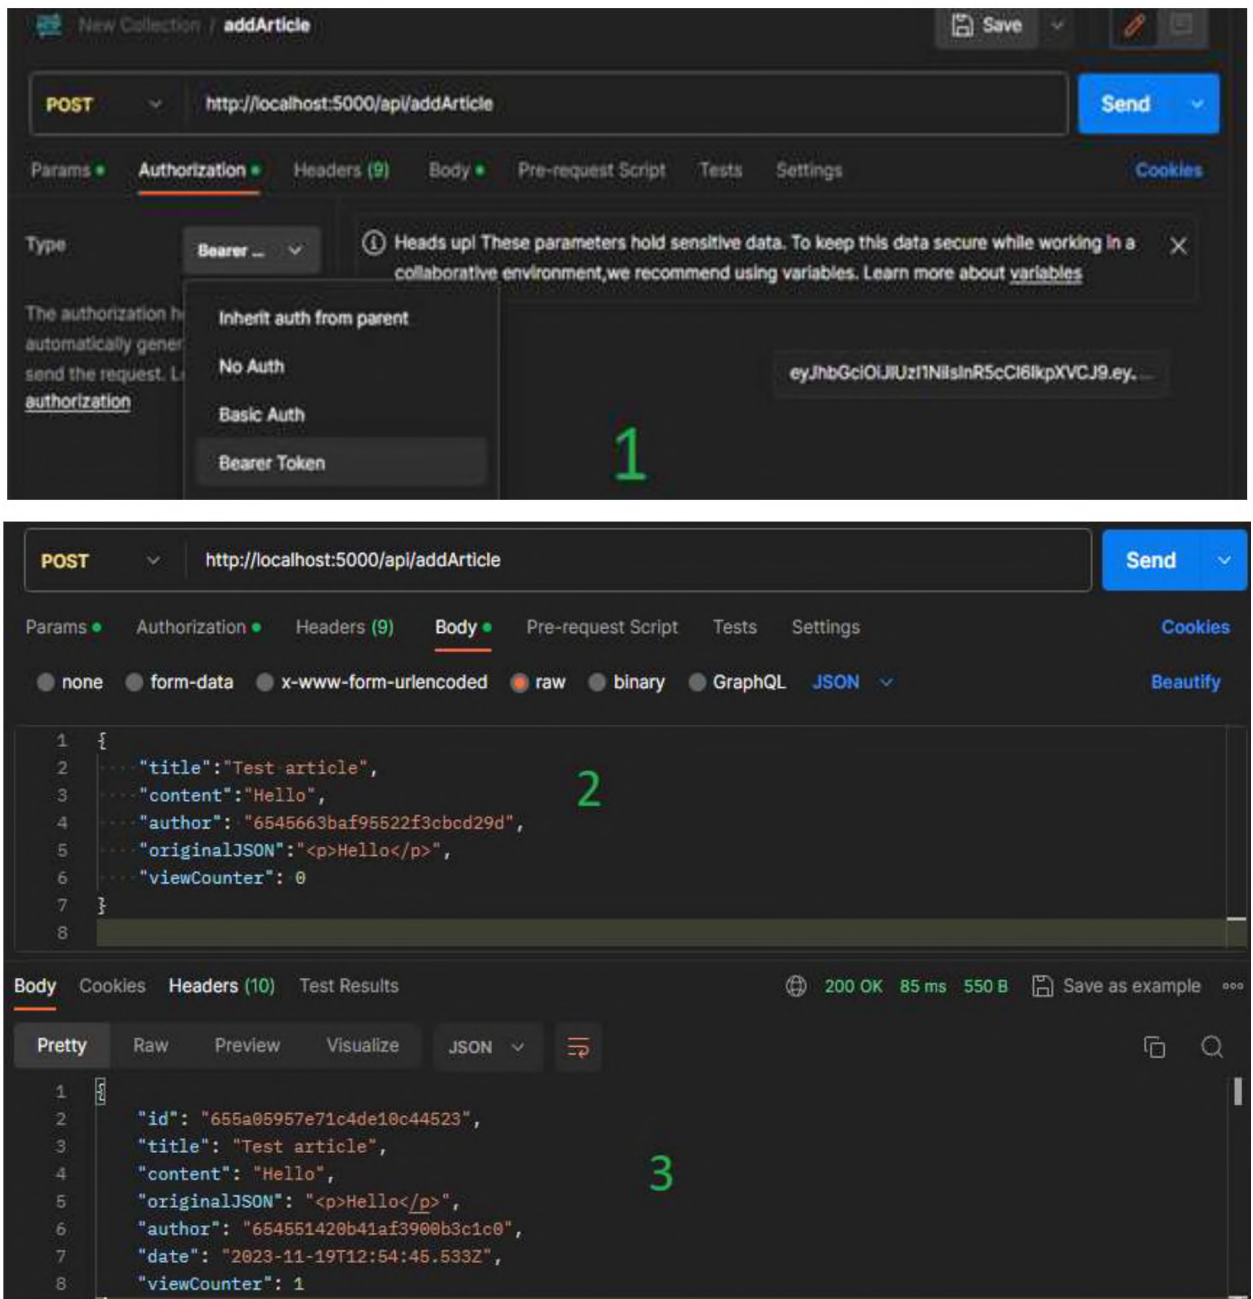 New Collection / addArticle
Save
POST http://localhost:5000/api/addArticle Send
Params Authorization Headers (9) Body Pre-request Script Tests Settings Cookies
Type Bearer ... Heads up! These parameters hold sensitive data. To keep this data secure while working in a
collaborative environment,we recommend using variables. Learn more about variables
The authorization h
automatically gener
send the request. L
authorization
Inherit auth from parent
No Auth
Basic Auth
Bearer Token
1
POST http://localhost:5000/api/addArticle Send
Params Authorization Headers (9) Body Pre-request Script Tests Settings Cookies
none form-data x-www-form-urlencoded raw binary GraphQL JSON Beautify
1 {
2 "title":"Test article",
3 "content":"Hello",
4 "author": "6545663baf95522f3cbcd29d",
5 "originalJSON":"<p>Hello</p>",
6 "viewCounter": 0
7 }
8
2
Body Cookies Headers (10) Test Results 200 OK 85 ms 550 B Save as example
Pretty Raw Preview Visualize JSON
1 {
2 "id": "655a05957e71c4de10c44523",
3 "title": "Test article",
4 "content": "Hello",
5 "originalJSON": "<p>Hello</p>",
6 "author": "654551420b41af3900b3c1c0",
7 "date": "2023-11-19T12:54:45.533Z",
8 "viewCounter": 1
3